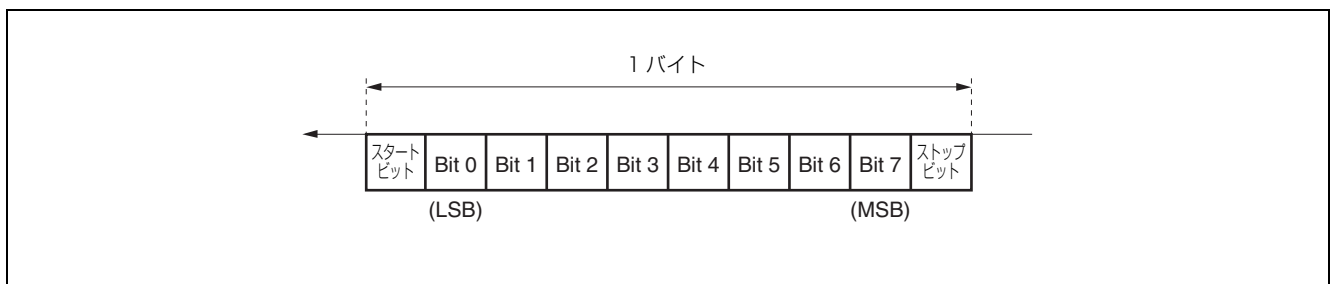 1 バイト
スタート
ビット
Bit 0
Bit 1
Bit 2
Bit 3
Bit 4
Bit 5
Bit 6
Bit 7
ストップ
ビット
(LSB)
(MSB)